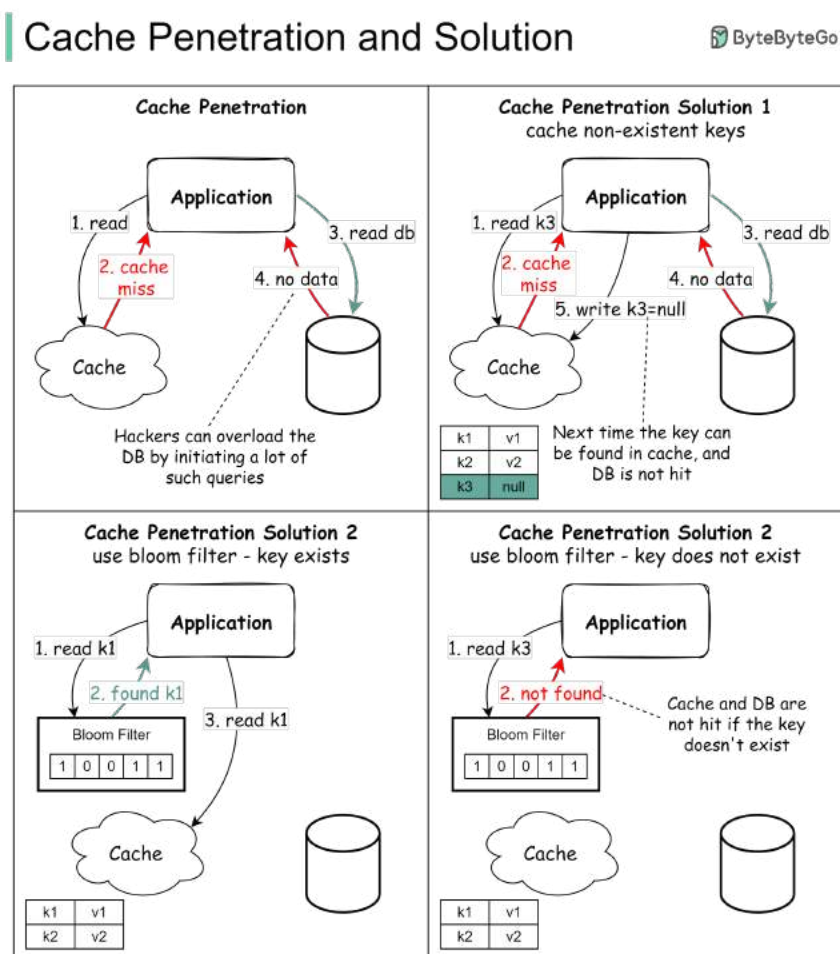 Cache Penetration and Solution
ByteByteGo
Cache Penetration
Application
1. read
2. cache
miss
3. read db
4. no data
Cache
Hackers can overload the
DB by initiating a lot of
such queries
Cache Penetration Solution 1
cache non-existent keys
Application
1. read k3
2. cache
miss
3. read db
4. no data
5. write k3=null
Cache
k1 v1
k2 v2
k3 null
Next time the key can
be found in cache, and
DB is not hit
Cache Penetration Solution 2
use bloom filter - key exists
Application
1. read k1
2. found k1
3. read k1
Bloom Filter
1 0 0 1 1
Cache
k1 v1
k2 v2
Cache Penetration Solution 2
use bloom filter - key does not exist
Application
1. read k3
2. not found
Cache and DB are
not hit if the key
doesn't exist
Bloom Filter
1 0 0 1 1
Cache
k1 v1
k2 v2